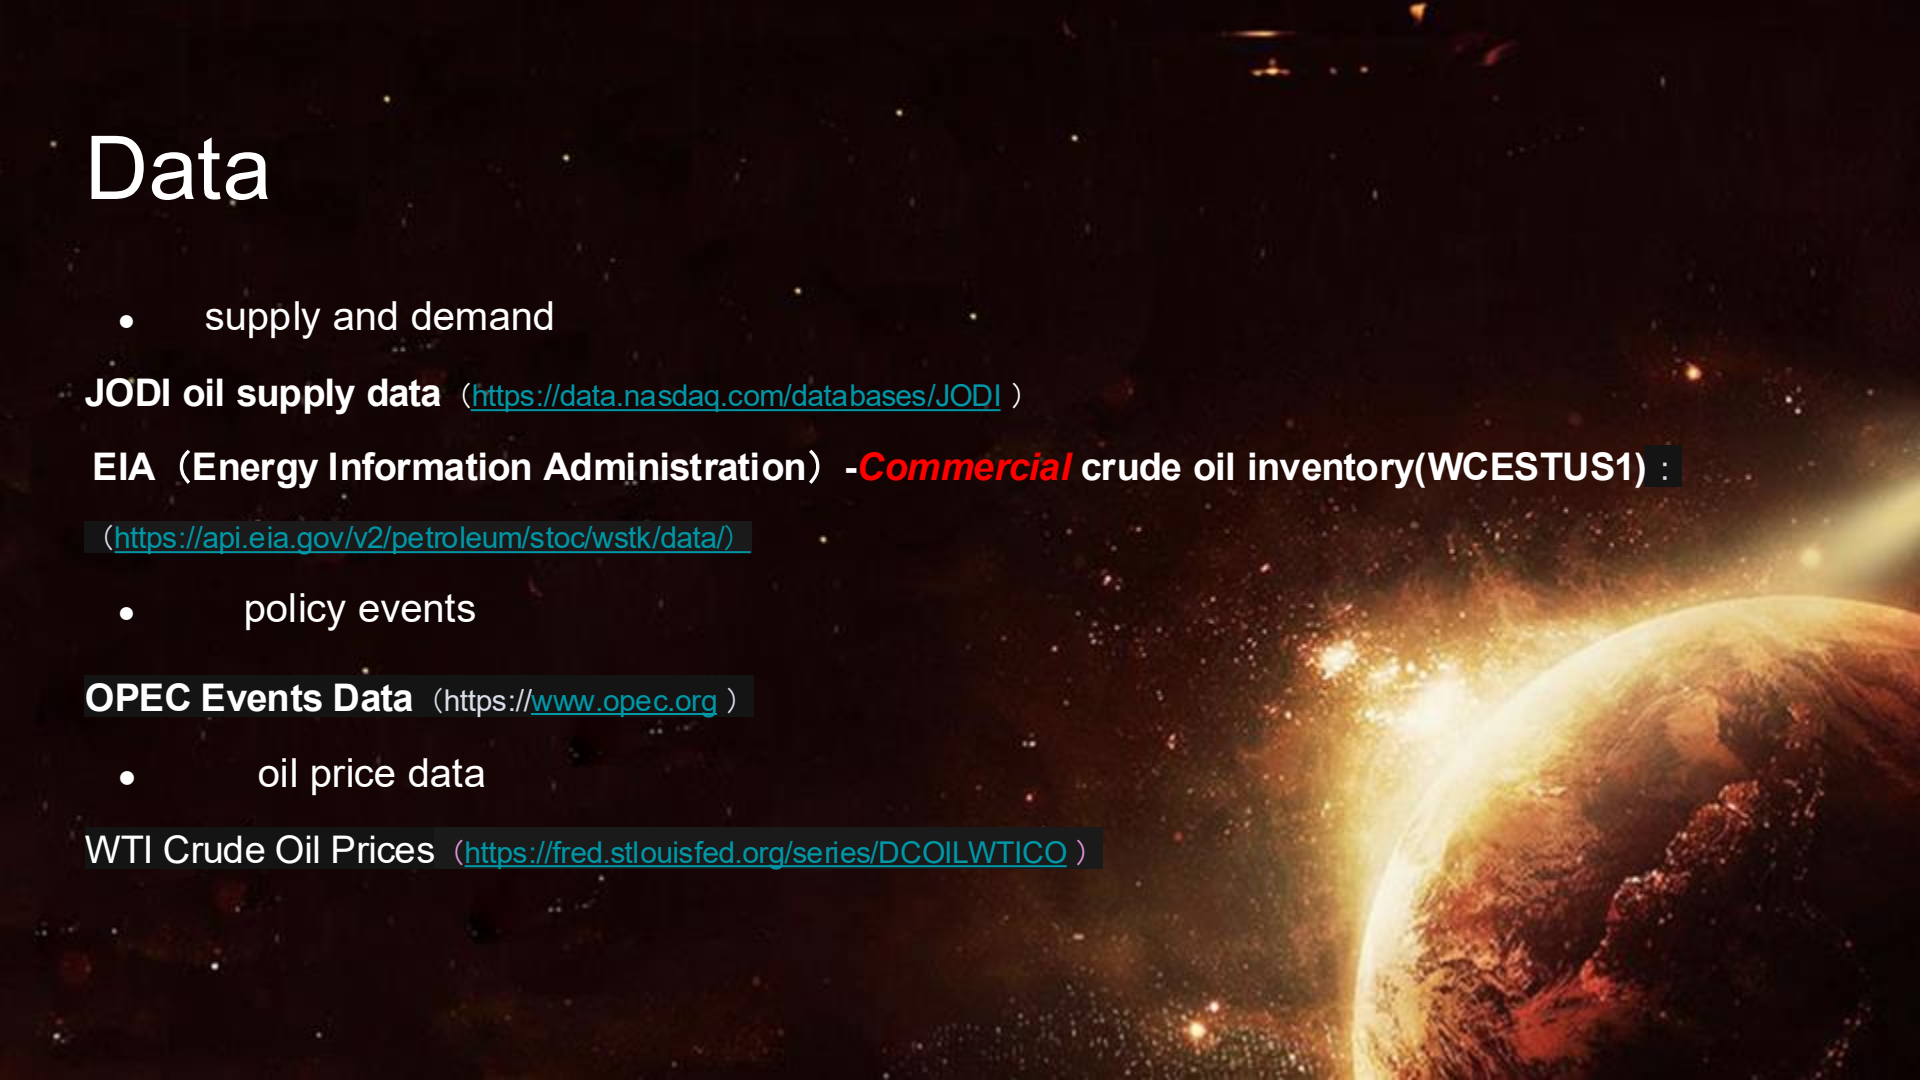 Data
● supply and demand
JODI oil supply data（https://data.nasdaq.com/databases/JODI ）
EIA（Energy Information Administration）-Commercial crude oil inventory(WCESTUS1)：
（https://api.eia.gov/v2/petroleum/stoc/wstk/data/）
● policy events
OPEC Events Data（https://www.opec.org ）
● oil price data
WTI Crude Oil Prices（https://fred.stlouisfed.org/series/DCOILWTICO ）